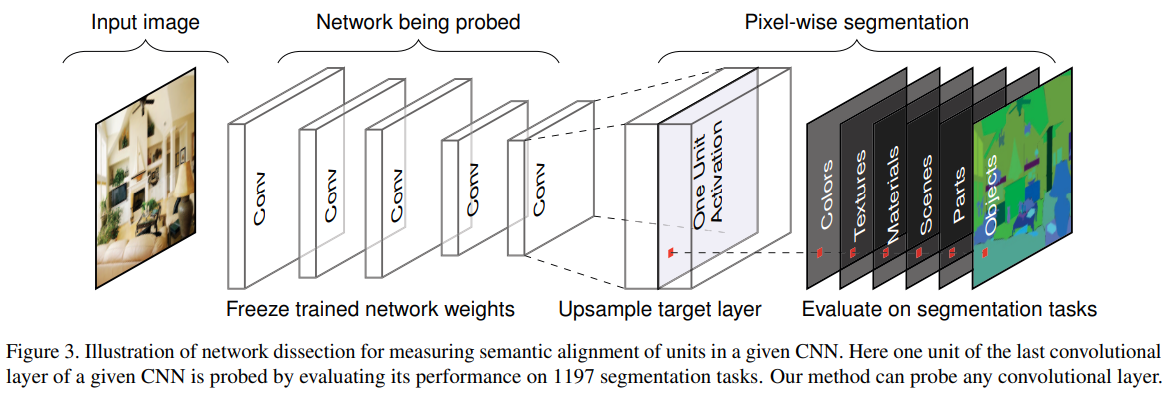 Input image
Network being probed
Pixel-wise segmentation
Conv
Conv
Conv
Conv
Conv
One Unit
Activation
Colors
Textures
Materials
Scenes
Parts
Objects
Freeze trained network weights
Upsample target layer
Evaluate on segmentation tasks
Figure 3. Illustration of network dissection for measuring semantic alignment of units in a given CNN. Here one unit of the last convolutional
layer of a given CNN is probed by evaluating its performance on 1197 segmentation tasks. Our method can probe any convolutional layer.